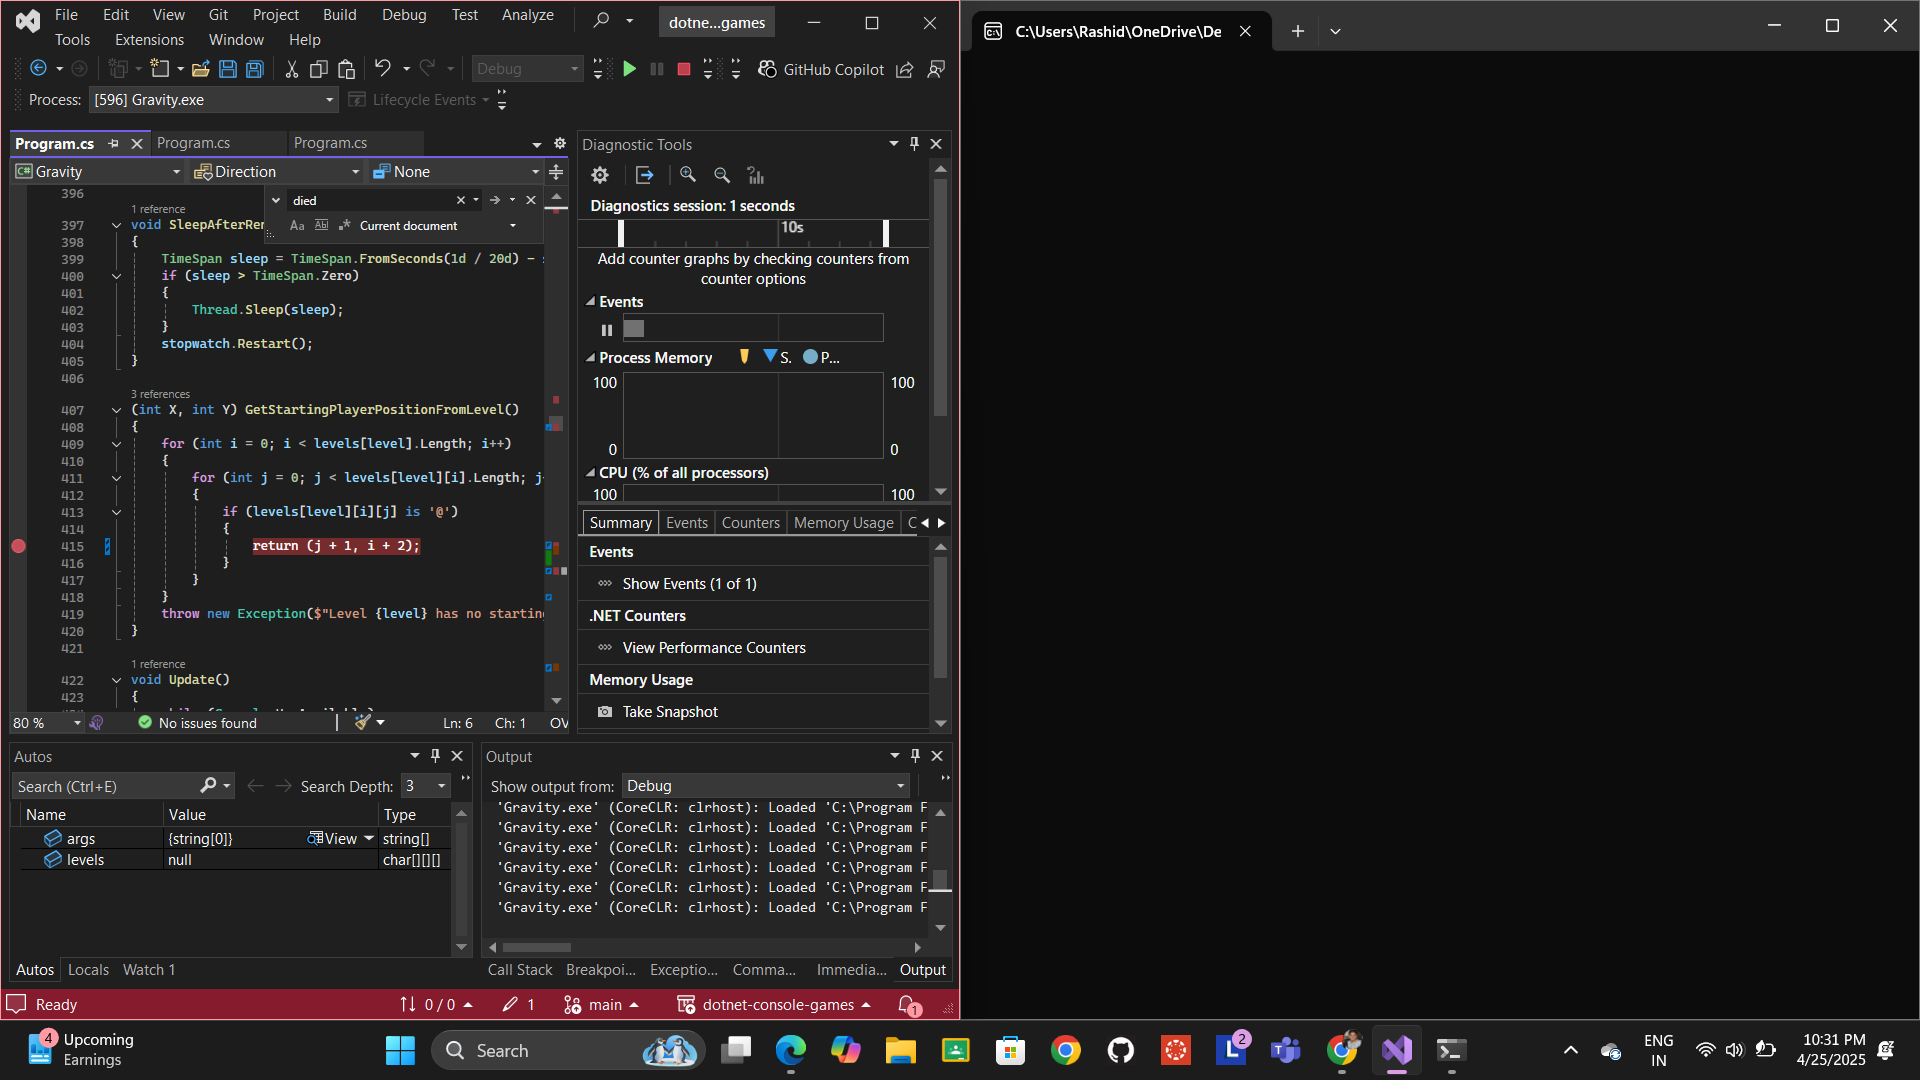 File Edit View Git Project Build Debug Test Analyze
dotne...games
Tools Extensions Window Help
Debug
GitHub Copilot
Process: [596] Gravity.exe
Lifecycle Events
Program.cs
Program.cs
Program.cs
Gravity
Direction
None
died
Aa Ab Current document
396
1 reference
397 void SleepAfterRer
398 {
399 TimeSpan sleep = TimeSpan.FromSeconds(1d / 20d) -
400 if (sleep > TimeSpan.Zero)
401 {
402 Thread.Sleep(sleep);
403 }
404 stopwatch.Restart();
405 }
406
3 references
407 (int X, int Y) GetStartingPlayerPositionFromLevel()
408 {
409 for (int i = 0; i < levels[level].Length; i++)
410 {
411 for (int j = 0; j < levels[level][i].Length; j
412 {
413 if (levels[level][i][j] is '@')
414 {
415 return (j + 1, i + 2);
416 }
417 }
418 }
419 throw new Exception($"Level {level} has no startin
420 }
421
1 reference
422 void Update()
423 {
80 %
No issues found
Ln: 6 Ch: 1 OV
Diagnostic Tools
Diagnostics session: 1 seconds
10s
Add counter graphs by checking counters from
counter options
Events
Process Memory S. P...
100 100
0 0
CPU (% of all processors)
100 100
Summary Events Counters Memory Usage C
Events
Show Events (1 of 1)
.NET Counters
View Performance Counters
Memory Usage
Take Snapshot
Autos
Search (Ctrl+E)
Search Depth: 3
Name Value Type
args {string[0]} View string[]
levels null char[][][]
Autos Locals Watch 1
Output
Show output from: Debug
'Gravity.exe' (CoreCLR: clrhost): Loaded 'C:\Program F
'Gravity.exe' (CoreCLR: clrhost): Loaded 'C:\Program F
'Gravity.exe' (CoreCLR: clrhost): Loaded 'C:\Program F
'Gravity.exe' (CoreCLR: clrhost): Loaded 'C:\Program F
'Gravity.exe' (CoreCLR: clrhost): Loaded 'C:\Program F
'Gravity.exe' (CoreCLR: clrhost): Loaded 'C:\Program F
Call Stack Breakpoi... Exceptio... Comma... Immedia... Output
Ready
0 / 0
1
main
dotnet-console-games
1
C:\Users\Rashid\OneDrive\De
4
Upcoming
Earnings
Search
2
ENG
IN
10:31 PM
4/25/2025